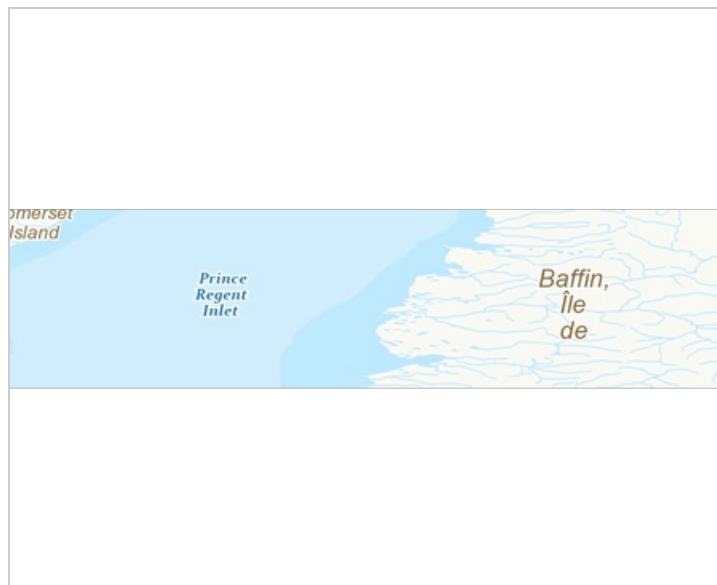 omerset
Island
Prince
Regent
Inlet
Baffin,
Île
de